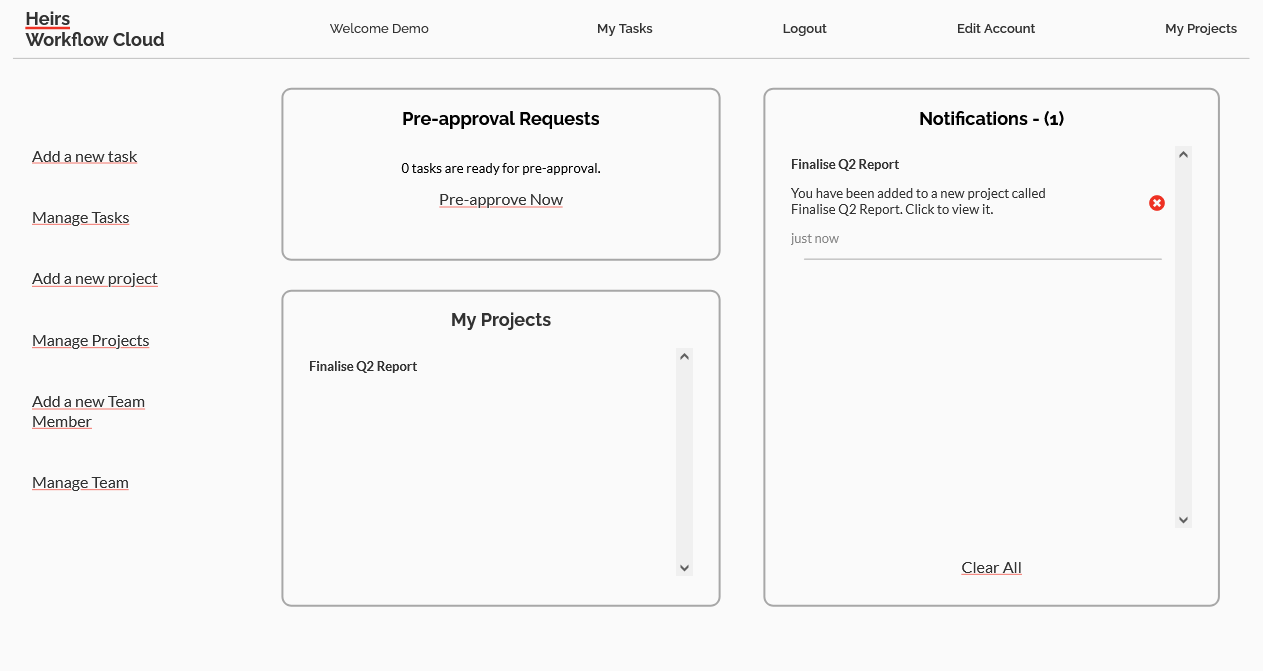 Heirs
Workflow Cloud
Welcome Demo
My Tasks
Logout
Edit Account
My Projects
Add a new task
Manage Tasks
Add a new project
Manage Projects
Add a new Team
Member
Manage Team
Pre-approval Requests
0 tasks are ready for pre-approval.
Pre-approve Now
My Projects
Finalise Q2 Report
Notifications - (1)
Finalise Q2 Report
You have been added to a new project called
Finalise Q2 Report. Click to view it.
just now
Clear All